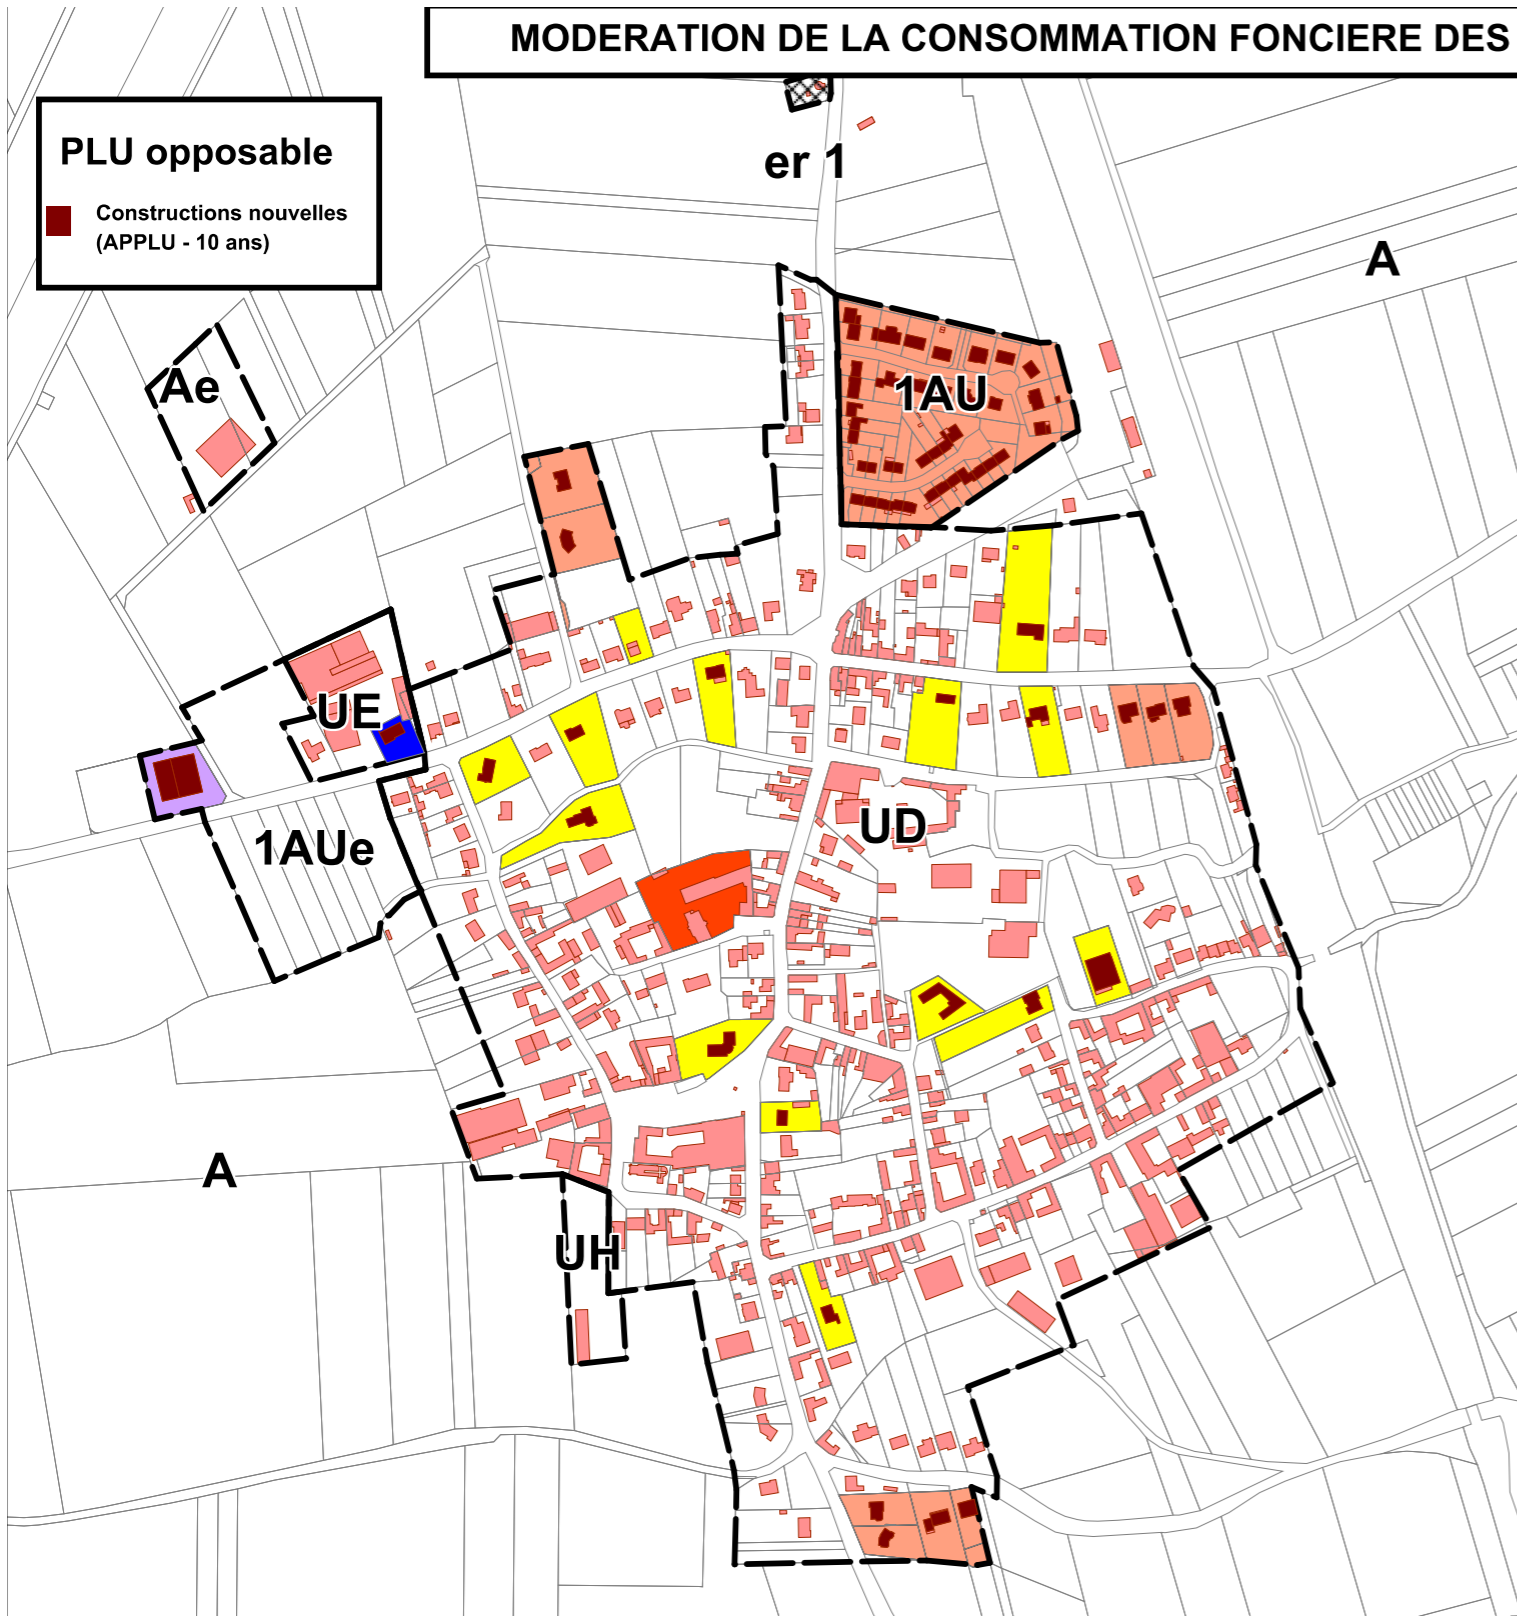 MODERATION DE LA CONSOMMATION FONCIERE DES
PLU opposable
Constructions nouvelles
(APPLU - 10 ans)
er 1
A
Ae
1AU
UE
1AUe
UD
A
UH